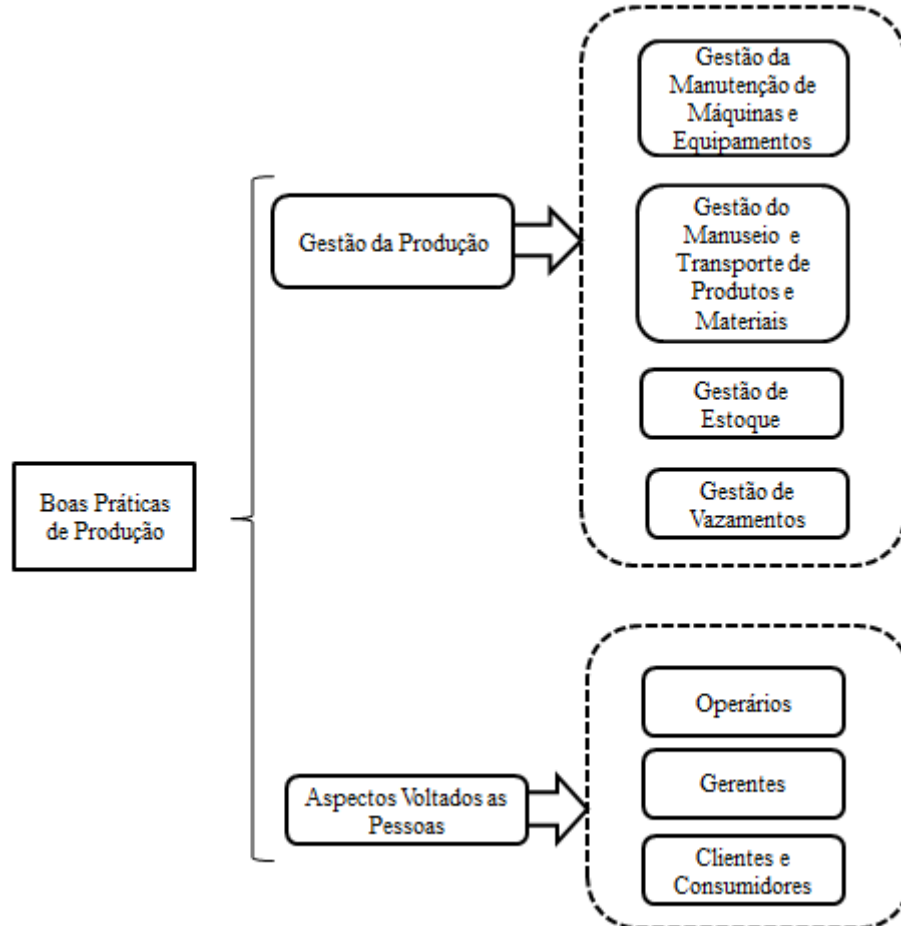 Boas Práticas
de Produção
Gestão da Produção
Gestão da
Manutenção de
Máquinas e
Equipamentos
Gestão do
Manuseio e
Transporte de
Produtos e
Materiais
Gestão de
Estoque
Gestão de
Vazamentos
Aspectos Voltados as
Pessoas
Operários
Gerentes
Clientes e
Consumidores